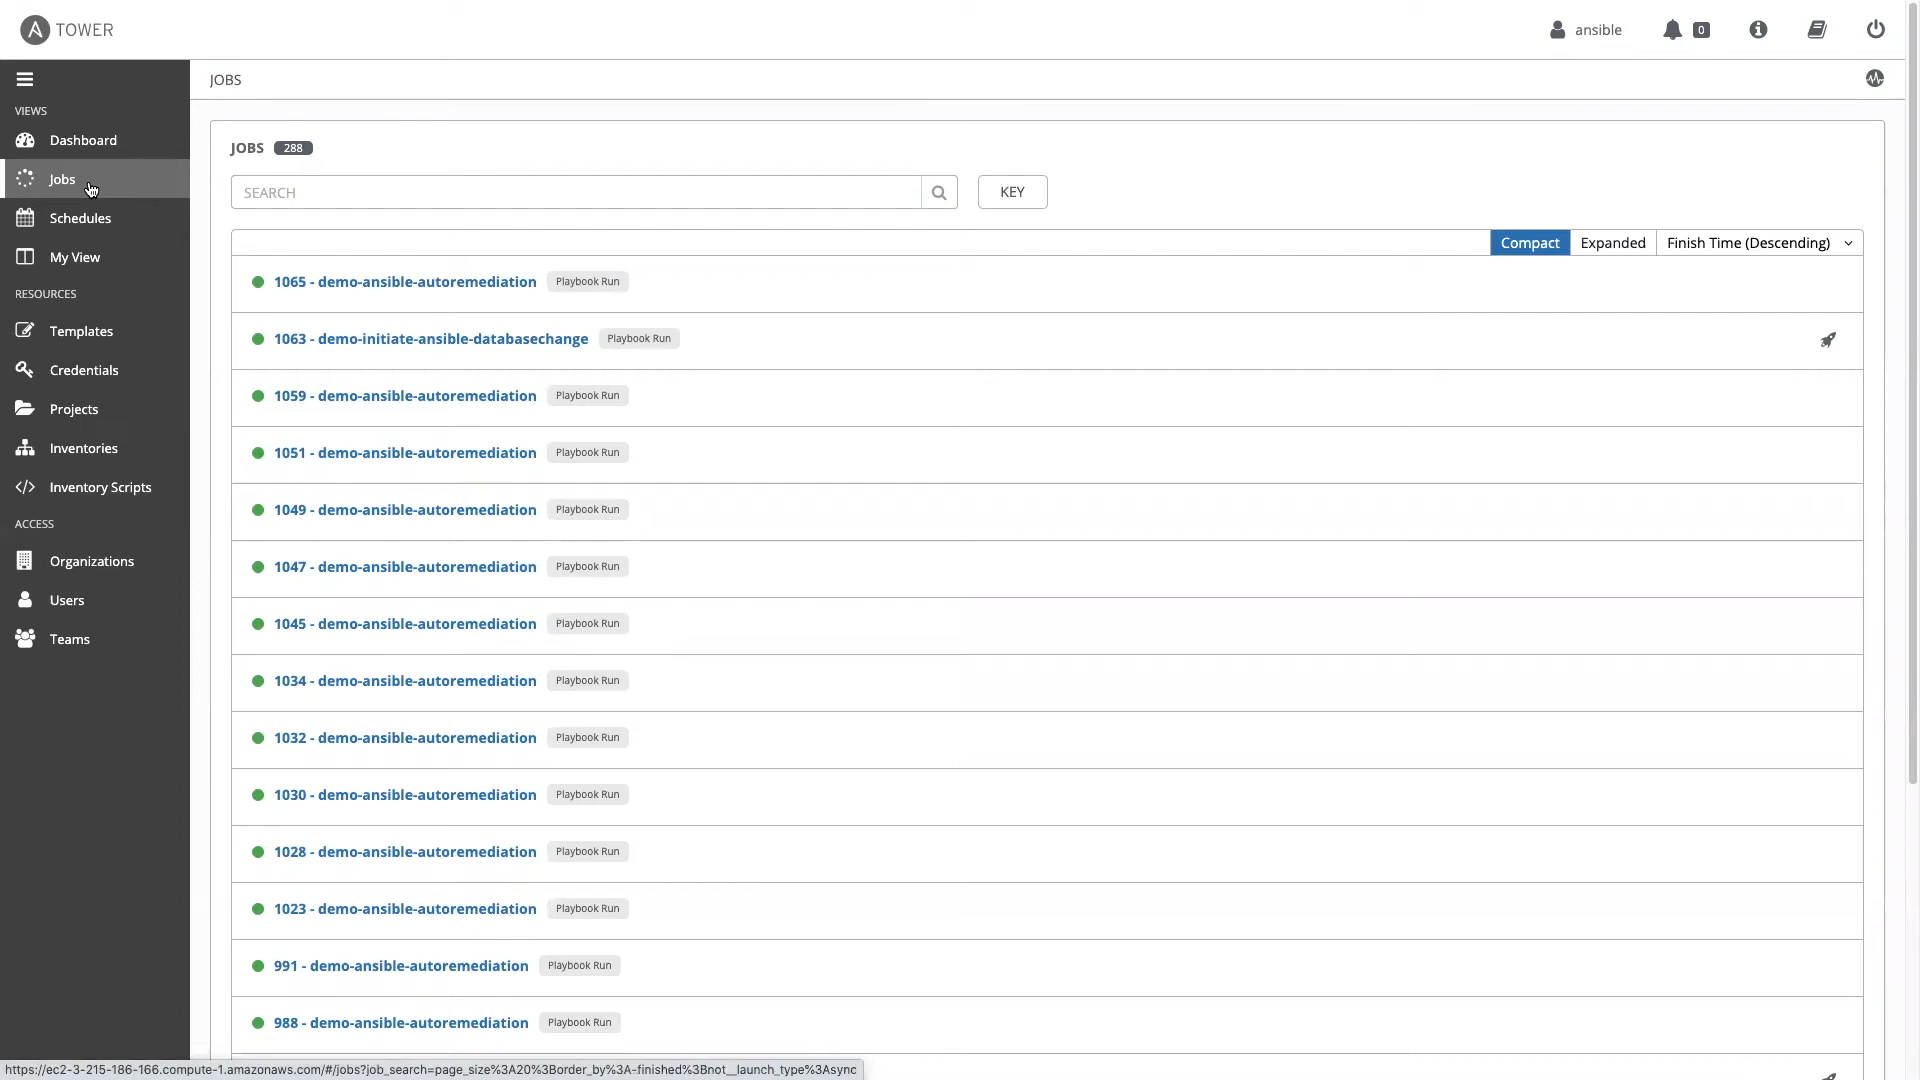 A TOWER
ansible
0
JOBS
VIEWS
Dashboard
Jobs
Schedules
My View
RESOURCES
Templates
Credentials
Projects
Inventories
Inventory Scripts
ACCESS
Organizations
Users
Teams
JOBS 288
SEARCH
KEY
Compact Expanded Finish Time (Descending)
1065 - demo-ansible-autoremediation Playbook Run
1063 - demo-initiate-ansible-databasechange Playbook Run
1059 - demo-ansible-autoremediation Playbook Run
1051 - demo-ansible-autoremediation Playbook Run
1049 - demo-ansible-autoremediation Playbook Run
1047 - demo-ansible-autoremediation Playbook Run
1045 - demo-ansible-autoremediation Playbook Run
1034 - demo-ansible-autoremediation Playbook Run
1032 - demo-ansible-autoremediation Playbook Run
1030 - demo-ansible-autoremediation Playbook Run
1028 - demo-ansible-autoremediation Playbook Run
1023 - demo-ansible-autoremediation Playbook Run
991 - demo-ansible-autoremediation Playbook Run
988 - demo-ansible-autoremediation Playbook Run
https://ec2-3-215-186-166.compute-1.amazonaws.com/#/jobs?job_search=page_size%3A20%3Border_by%3A-finished%3Bnot__launch_type%3Async